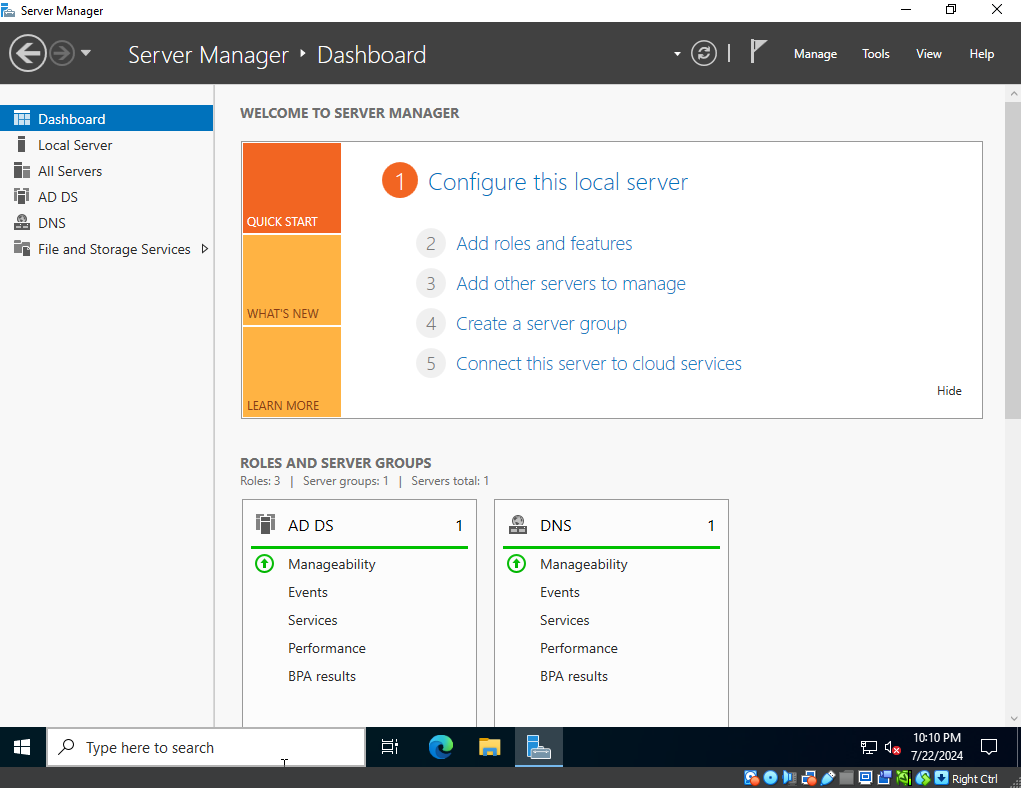 Server Manager
Server Manager ‣ Dashboard
Manage Tools View Help
Dashboard
Local Server
All Servers
AD DS
DNS
File and Storage Services
WELCOME TO SERVER MANAGER
QUICK START
WHAT'S NEW
LEARN MORE
1 Configure this local server
2 Add roles and features
3 Add other servers to manage
4 Create a server group
5 Connect this server to cloud services
Hide
ROLES AND SERVER GROUPS
Roles: 3 | Server groups: 1 | Servers total: 1
AD DS 1
Manageability
Events
Services
Performance
BPA results
DNS 1
Manageability
Events
Services
Performance
BPA results
Type here to search
10:10 PM
7/22/2024
Right Ctrl